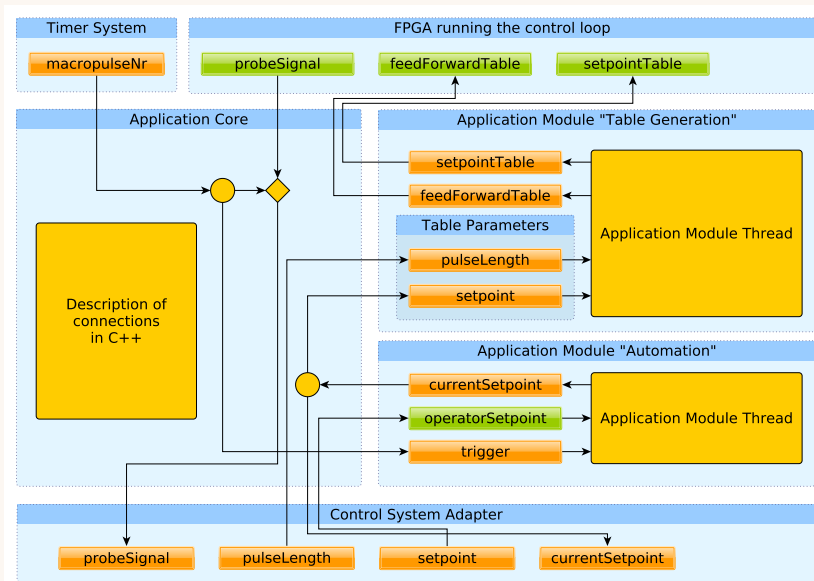 Timer System
FPGA running the control loop
macropulseNr
probeSignal
feedForwardTable
setpointTable
Application Core
Application Module "Table Generation"
setpointTable
feedForwardTable
Table Parameters
pulseLength
setpoint
Application Module Thread
Description of
connections
in C++
Application Module "Automation"
currentSetpoint
operatorSetpoint
trigger
Application Module Thread
Control System Adapter
probeSignal
pulseLength
setpoint
currentSetpoint